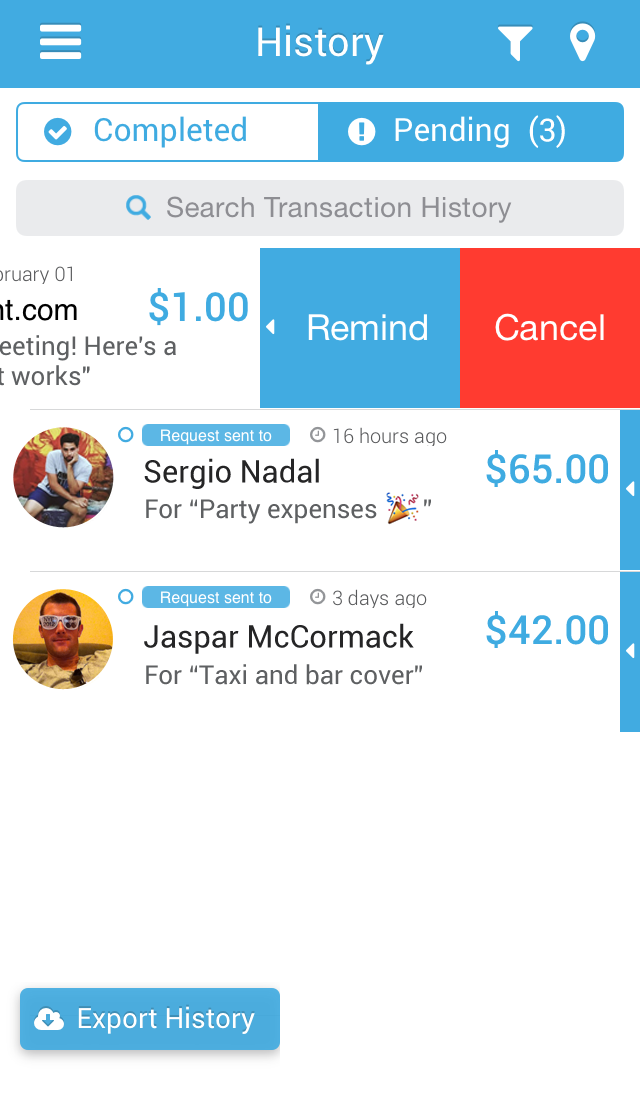 History
Completed
Pending (3)
Search Transaction History
bruary 01
nt.com
$1.00
eeting! Here's a
t works"
Remind
Cancel
Request sent to
16 hours ago
Sergio Nadal
$65.00
For “Party expenses 🎉”
Request sent to
3 days ago
Jaspar McCormack
$42.00
For “Taxi and bar cover”
Export History